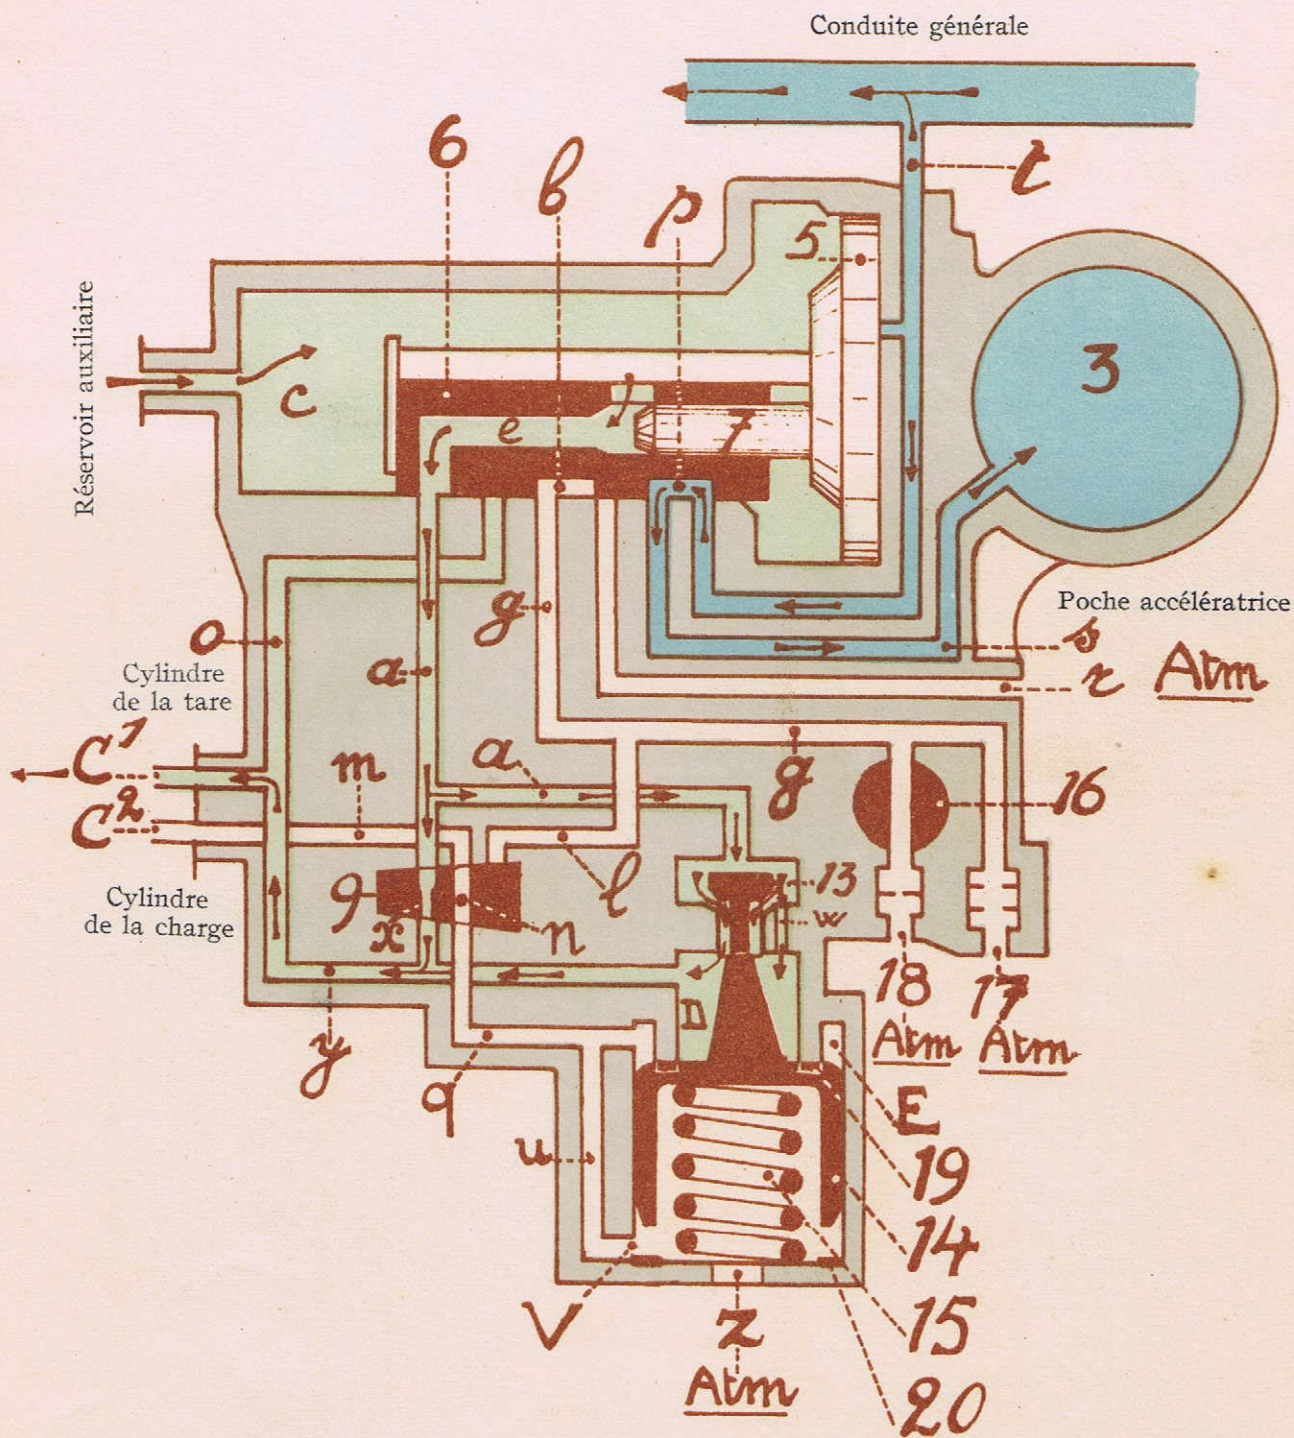 Conduite générale
6
b
p
t
5
Réservoir auxiliaire
c
3
e
7
g
Poche accélératrice
o
a
s
Cylindre
de la tare
r
Atm
C1
m
a
g
16
C2
l
9
13
Cylindre
de la charge
x
n
w
D
18
17
y
Atm
Atm
q
E
u
19
14
V
z
15
Atm
20